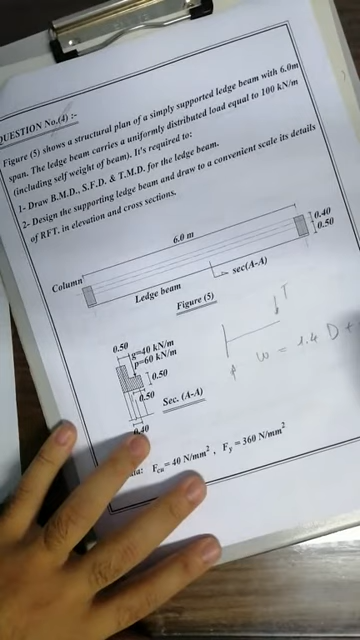 QUESTION No.(4) :-
Figure (5) shows a structural plan of a simply supported ledge beam with 6.0m
span. The ledge beam carries a uniformly distributed load equal to 100 kN/m
(including self weight of beam). It's required to:
1- Draw B.M.D., S.F.D. & T.M.D. for the ledge beam.
2- Design the supporting ledge beam and draw to a convenient scale its details
of RFT. in elevation and cross sections.
6.0 m
0.40
0.50
Column
Ledge beam
sec(A-A)
Figure (5)
T
W = 1.4 D +
0.50
g=40 kN/m
p=60 kN/m
0.50
0.50
Sec. (A-A)
0.40
Fcu = 40 N/mm2 , Fy = 360 N/mm2